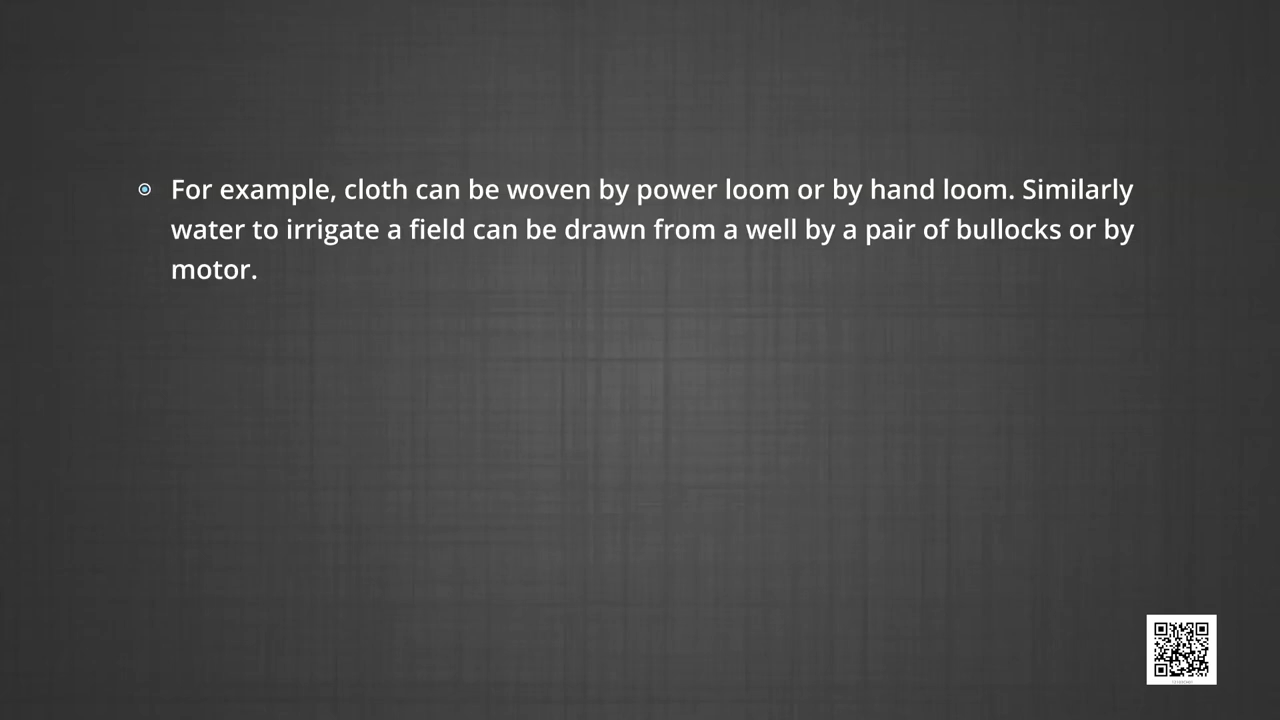 For example, cloth can be woven by power loom or by hand loom. Similarly
water to irrigate a field can be drawn from a well by a pair of bullocks or by
motor.